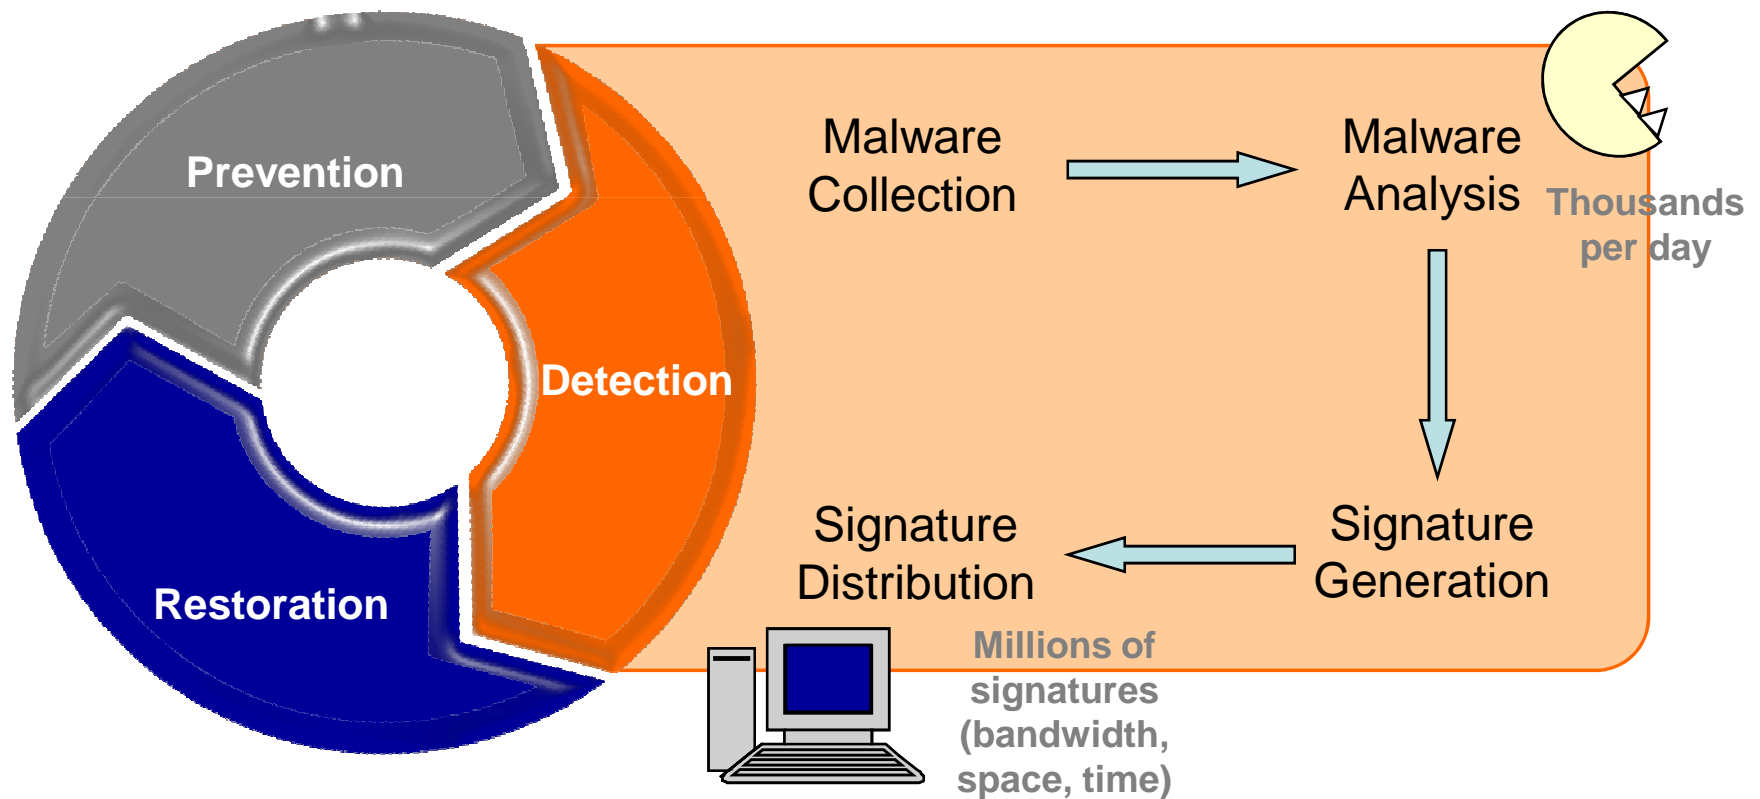 Prevention
Detection
Restoration
Malware
Collection
Malware
Analysis
Thousands
per day
Signature
Generation
Signature
Distribution
Millions of
signatures
(bandwidth,
space, time)